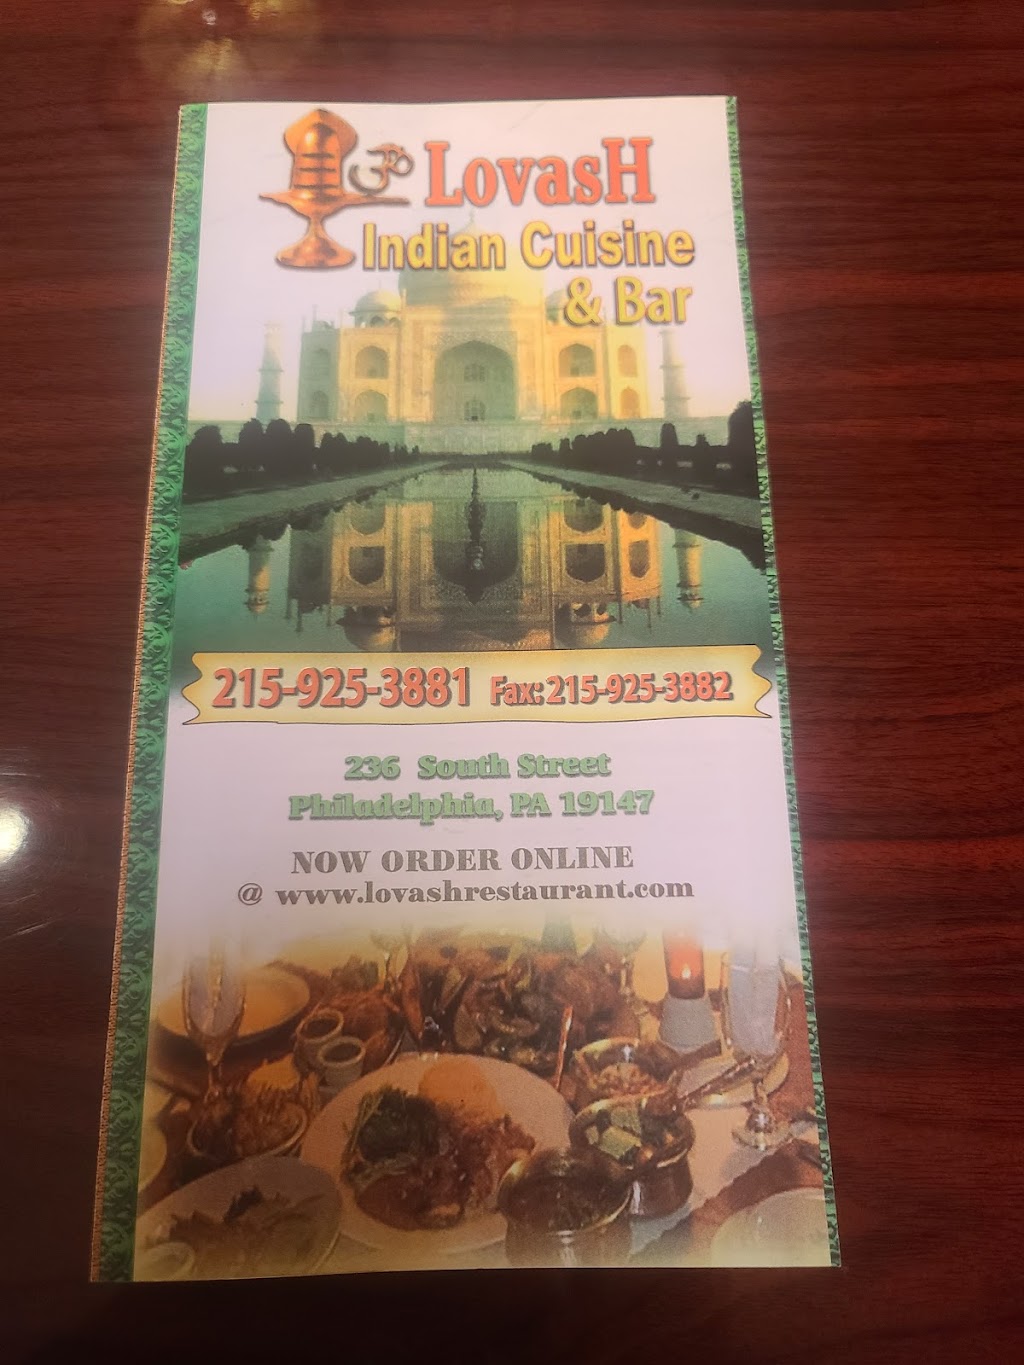 ॐ LovasH
Indian Cuisine
& Bar
215-925-3881 Fax: 215-925-3882
236 South Street
Philadelphia, PA 19147
NOW ORDER ONLINE
@ www.lovashrestaurant.com